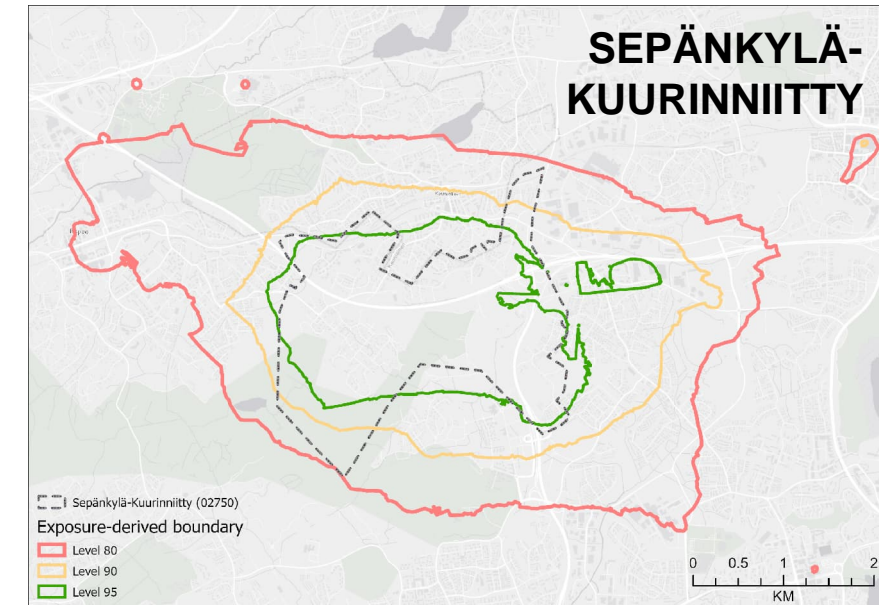 SEPÄNKYLÄ-
KUURINNIITTY
Sepänkylä-Kuurinniitty (02750)
Exposure-derived boundary
Level 80
Level 90
Level 95
0 0.5 1 2
KM